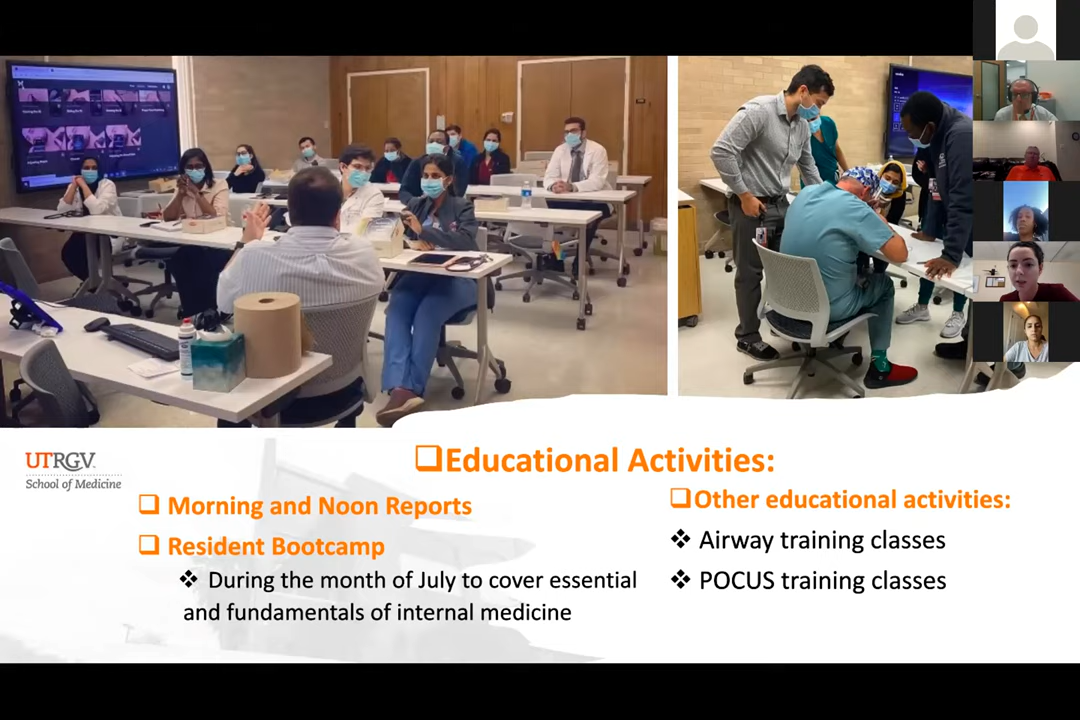 UTRGV
School of Medicine
❑Educational Activities:
❑ Morning and Noon Reports
❑ Resident Bootcamp
❖ During the month of July to cover essential
and fundamentals of internal medicine
❑Other educational activities:
❖ Airway training classes
❖ POCUS training classes